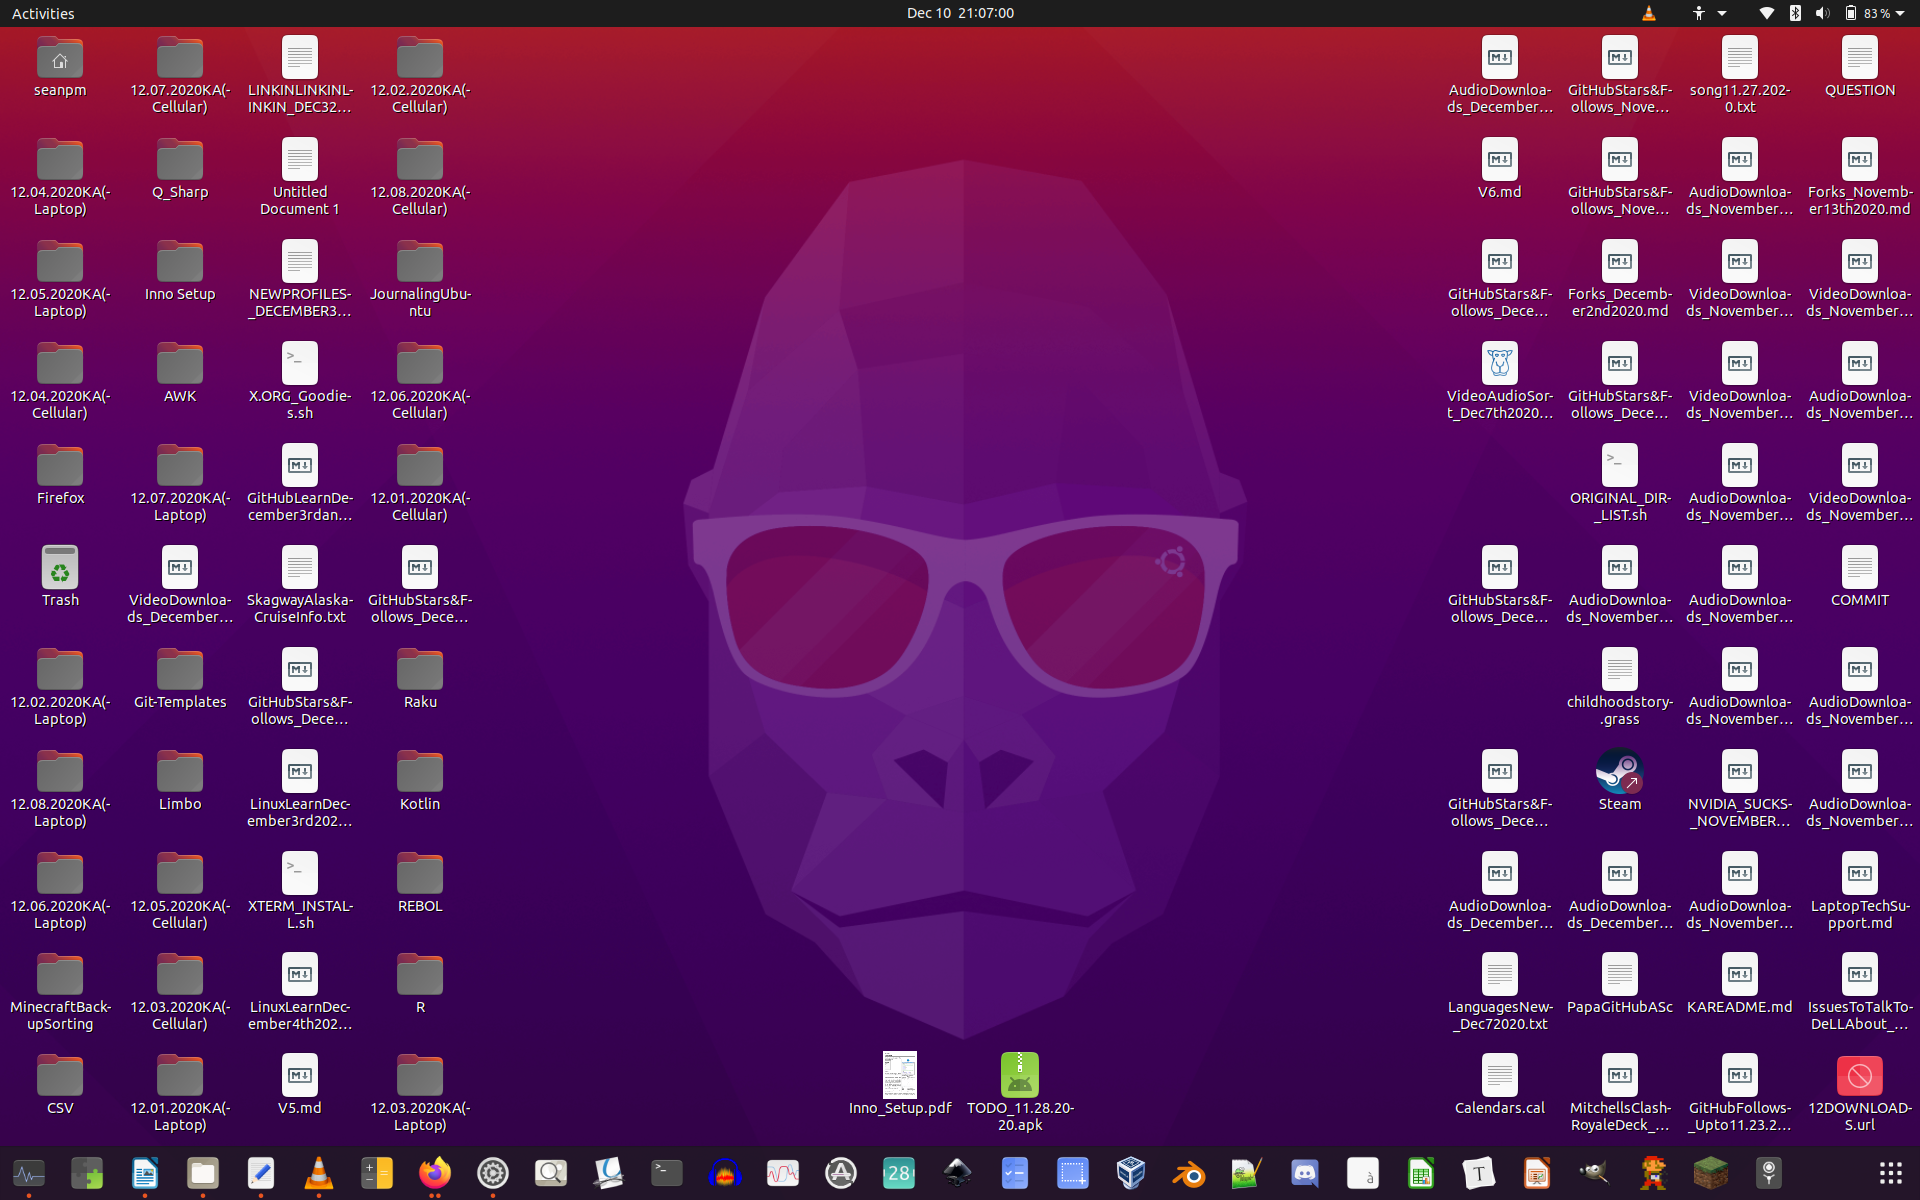 Activities
Dec 10 21:07:00
83 %
seanpm
12.07.2020KA(-
Cellular)
LINKINLINKINL-
INKIN_DEC32...
12.02.2020KA(-
Cellular)
AudioDownloa-
ds_December...
GitHubStars&F-
ollows_Nove...
song11.27.202-
0.txt
QUESTION
12.04.2020KA(-
Laptop)
Q_Sharp
Untitled
Document 1
12.08.2020KA(-
Cellular)
V6.md
GitHubStars&F-
ollows_Nove...
AudioDownloa-
ds_November...
Forks_Novemb-
er13th2020.md
12.05.2020KA(-
Laptop)
Inno Setup
NEWPROFILES-
_DECEMBER3...
JournalingUbu-
ntu
GitHubStars&F-
ollows_Dece...
Forks_Decemb-
er2nd2020.md
VideoDownloa-
ds_November...
VideoDownloa-
ds_November...
12.04.2020KA(-
Cellular)
AWK
X.ORG_Goodie-
s.sh
12.06.2020KA(-
Cellular)
VideoAudioSor-
t_Dec7th2020...
GitHubStars&F-
ollows_Dece...
VideoDownloa-
ds_November...
AudioDownloa-
ds_November...
Firefox
12.07.2020KA(-
Laptop)
GitHubLearnDe-
cember3rdan...
12.01.2020KA(-
Cellular)
ORIGINAL_DIR-
_LIST.sh
AudioDownloa-
ds_November...
VideoDownloa-
ds_November...
Trash
VideoDownloa-
ds_December...
SkagwayAlaska-
CruiseInfo.txt
GitHubStars&F-
ollows_Dece...
GitHubStars&F-
ollows_Dece...
AudioDownloa-
ds_November...
AudioDownloa-
ds_November...
COMMIT
12.02.2020KA(-
Laptop)
Git-Templates
GitHubStars&F-
ollows_Dece...
Raku
childhoodstory-
.grass
AudioDownloa-
ds_November...
AudioDownloa-
ds_November...
12.08.2020KA(-
Laptop)
Limbo
LinuxLearnDec-
ember3rd202...
Kotlin
GitHubStars&F-
ollows_Dece...
Steam
NVIDIA_SUCKS-
_NOVEMBER...
AudioDownloa-
ds_November...
12.06.2020KA(-
Laptop)
12.05.2020KA(-
Cellular)
XTERM_INSTAL-
L.sh
REBOL
AudioDownloa-
ds_December...
AudioDownloa-
ds_December...
AudioDownloa-
ds_November...
LaptopTechSu-
pport.md
MinecraftBack-
upSorting
12.03.2020KA(-
Cellular)
LinuxLearnDec-
ember4th202...
R
LanguagesNew-
_Dec72020.txt
PapaGitHubASc
KAREADME.md
IssuesToTalkTo-
DeLLAbout_...
CSV
12.01.2020KA(-
Laptop)
V5.md
12.03.2020KA(-
Laptop)
Inno_Setup.pdf
TODO_11.28.20-
20.apk
Calendars.cal
MitchellsClash-
RoyaleDeck_...
GitHubFollows-
_Upto11.23.2...
12DOWNLOAD-
S.url
28